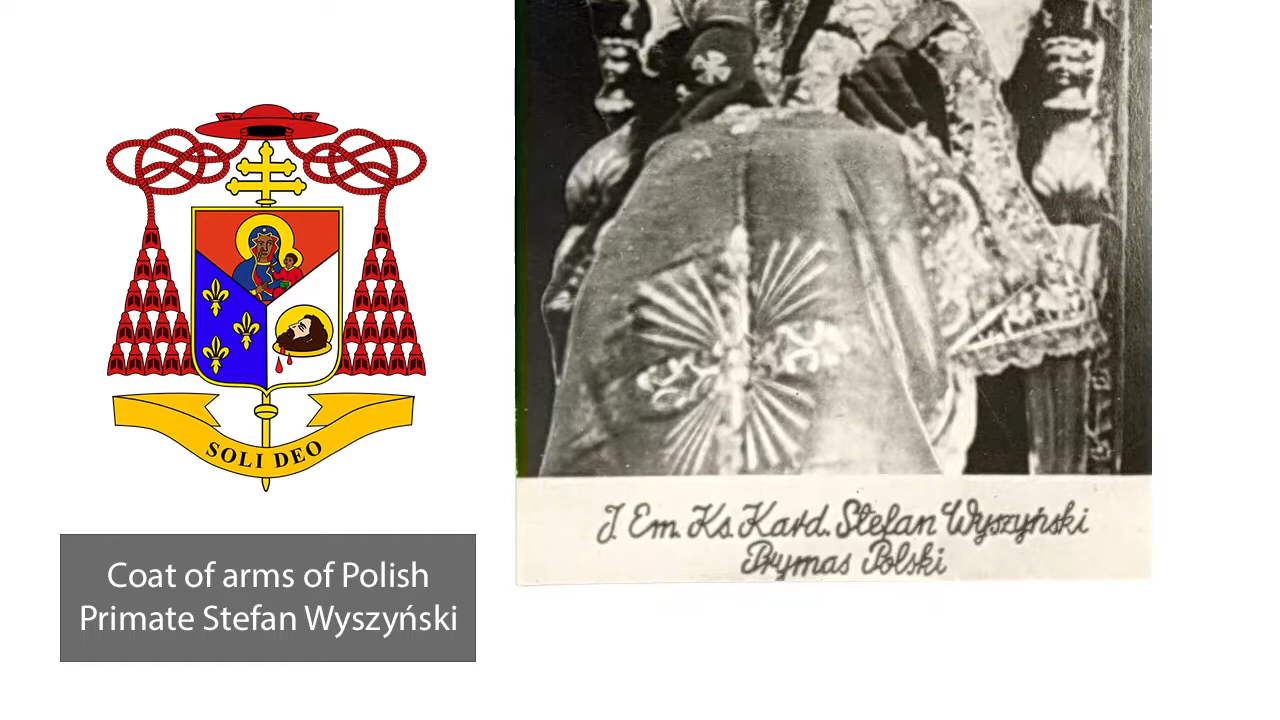 SOLI DEO
Coat of arms of Polish
Primate Stefan Wyszyński
J. Em. Ks. Kard. Stefan Wyszyński
Prymas Polski